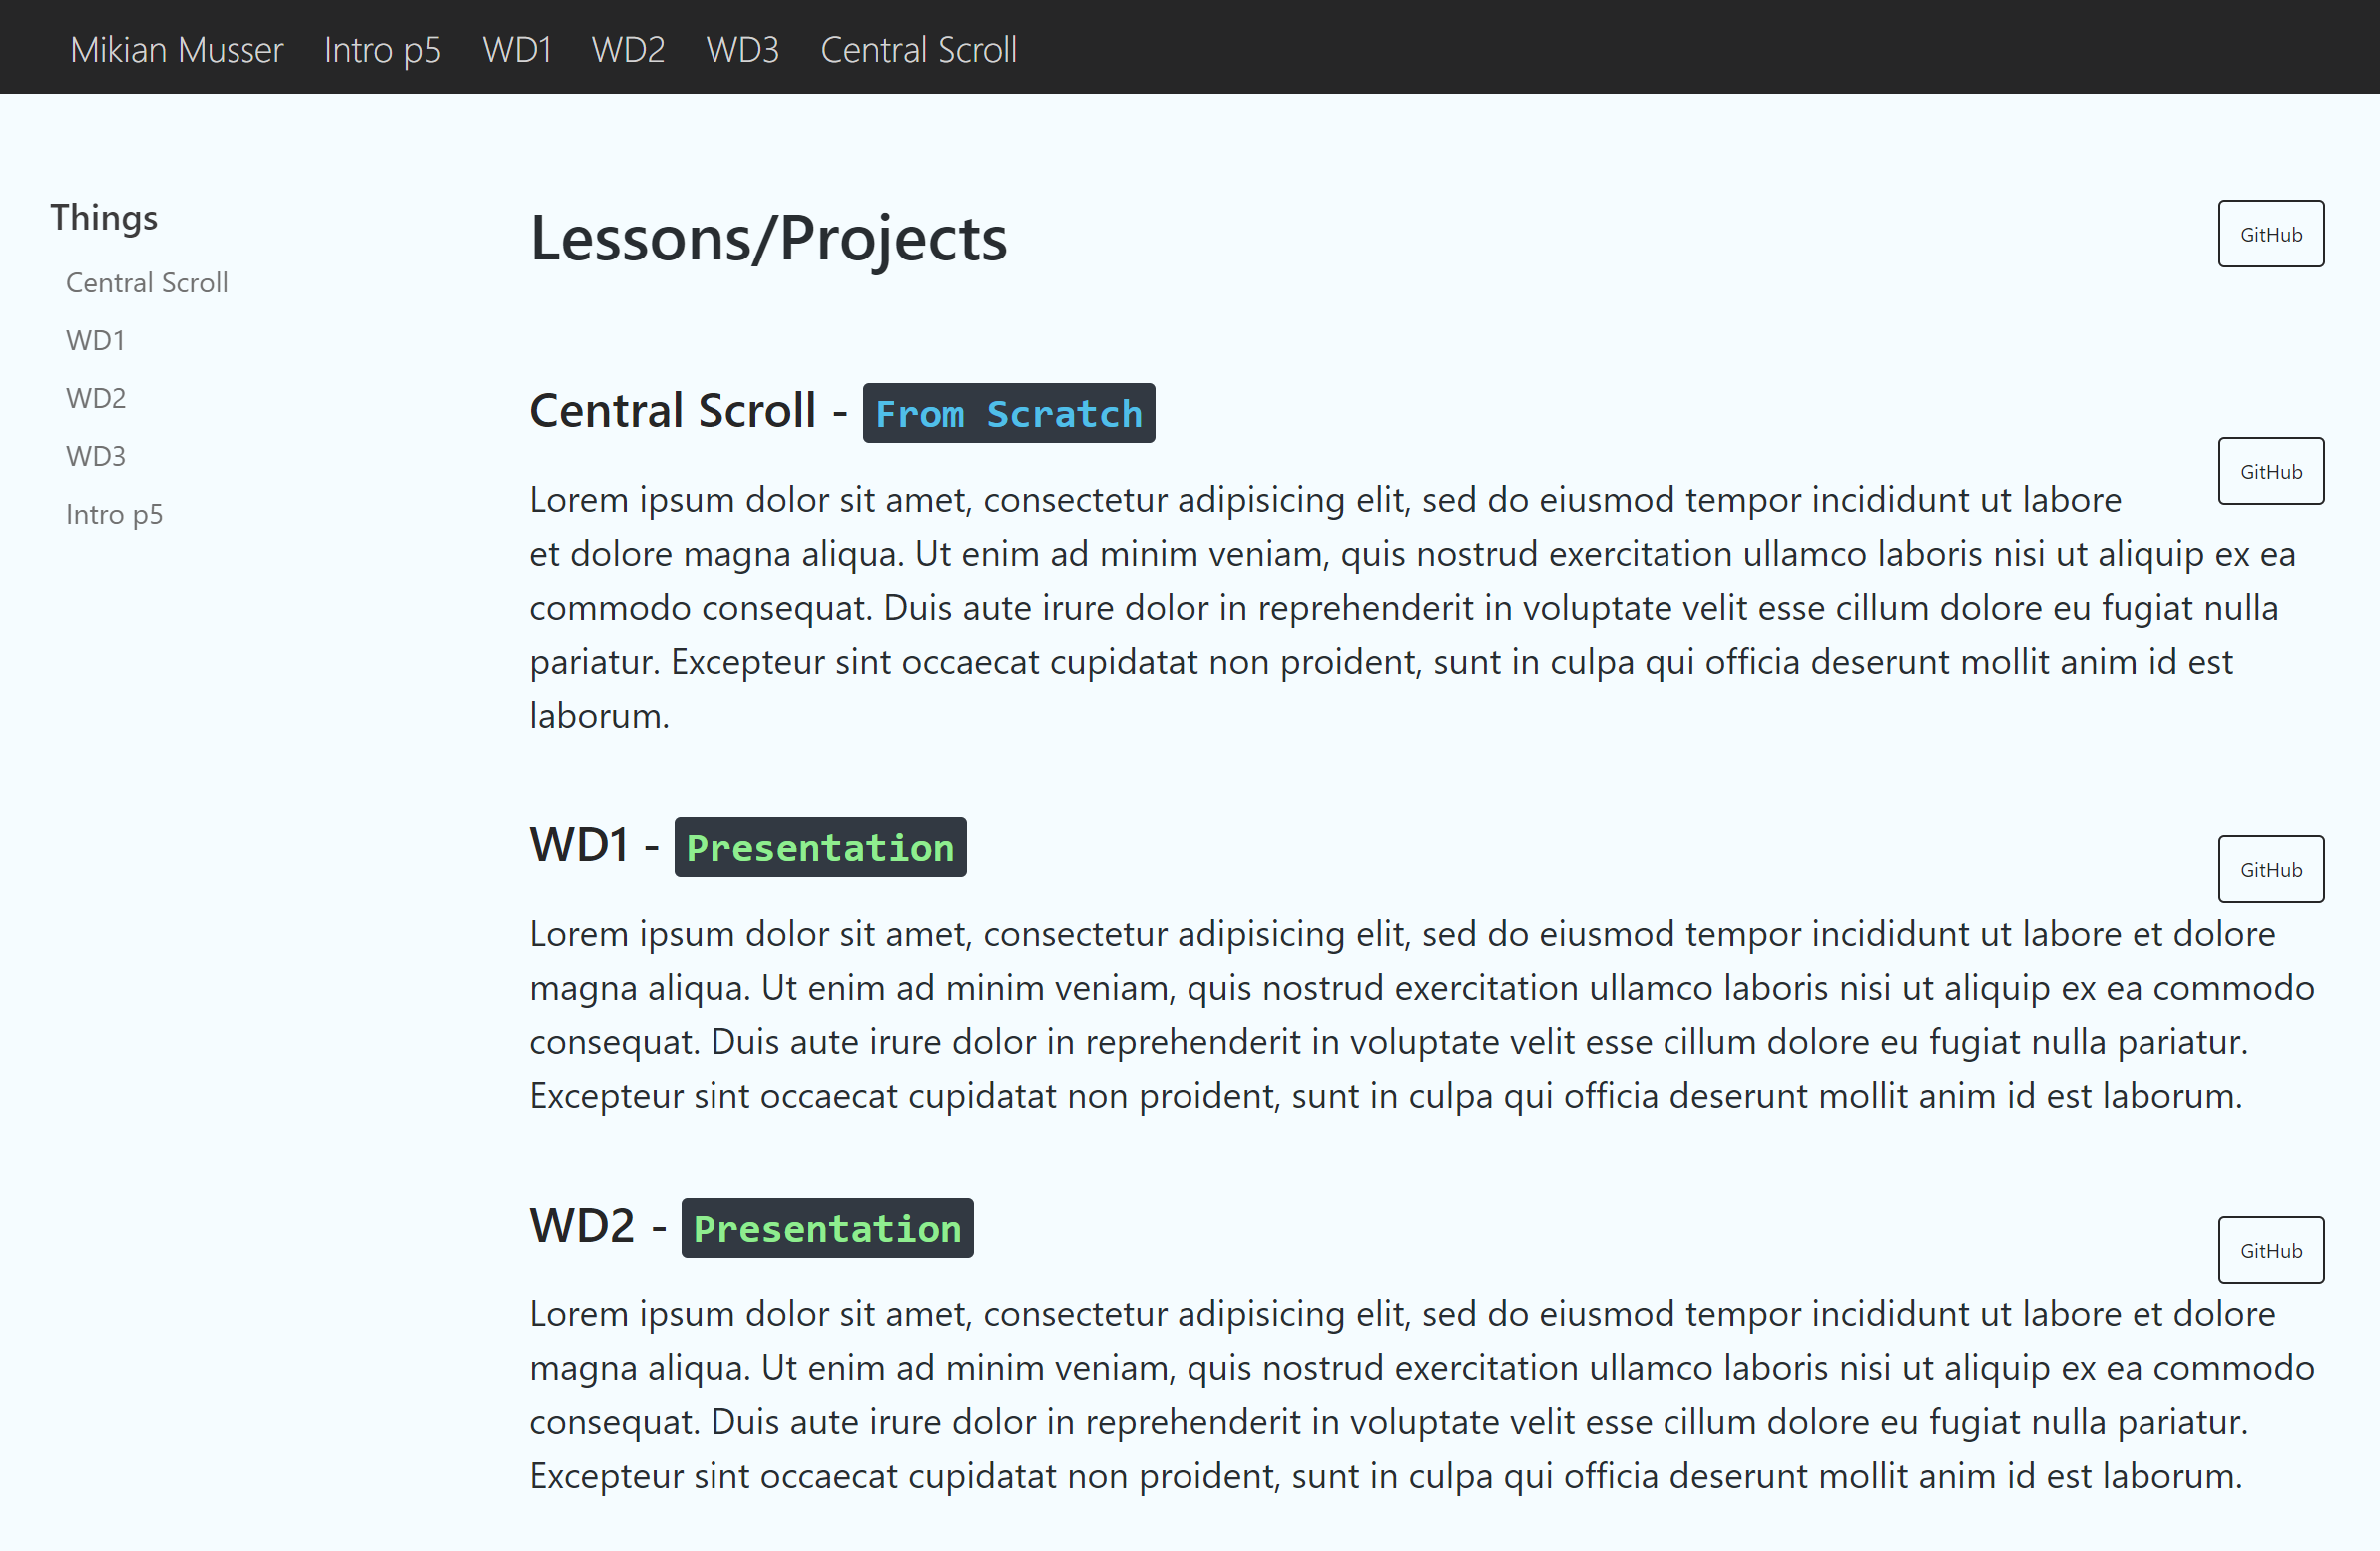 Mikian Musser Intro p5 WD1 WD2 WD3 Central Scroll
Things
Central Scroll
WD1
WD2
WD3
Intro p5
Lessons/Projects
GitHub
Central Scroll - From Scratch
GitHub
Lorem ipsum dolor sit amet, consectetur adipisicing elit, sed do eiusmod tempor incididunt ut labore
et dolore magna aliqua. Ut enim ad minim veniam, quis nostrud exercitation ullamco laboris nisi ut aliquip ex ea
commodo consequat. Duis aute irure dolor in reprehenderit in voluptate velit esse cillum dolore eu fugiat nulla
pariatur. Excepteur sint occaecat cupidatat non proident, sunt in culpa qui officia deserunt mollit anim id est
laborum.
WD1 - Presentation
GitHub
Lorem ipsum dolor sit amet, consectetur adipisicing elit, sed do eiusmod tempor incididunt ut labore et dolore
magna aliqua. Ut enim ad minim veniam, quis nostrud exercitation ullamco laboris nisi ut aliquip ex ea commodo
consequat. Duis aute irure dolor in reprehenderit in voluptate velit esse cillum dolore eu fugiat nulla pariatur.
Excepteur sint occaecat cupidatat non proident, sunt in culpa qui officia deserunt mollit anim id est laborum.
WD2 - Presentation
GitHub
Lorem ipsum dolor sit amet, consectetur adipisicing elit, sed do eiusmod tempor incididunt ut labore et dolore
magna aliqua. Ut enim ad minim veniam, quis nostrud exercitation ullamco laboris nisi ut aliquip ex ea commodo
consequat. Duis aute irure dolor in reprehenderit in voluptate velit esse cillum dolore eu fugiat nulla pariatur.
Excepteur sint occaecat cupidatat non proident, sunt in culpa qui officia deserunt mollit anim id est laborum.